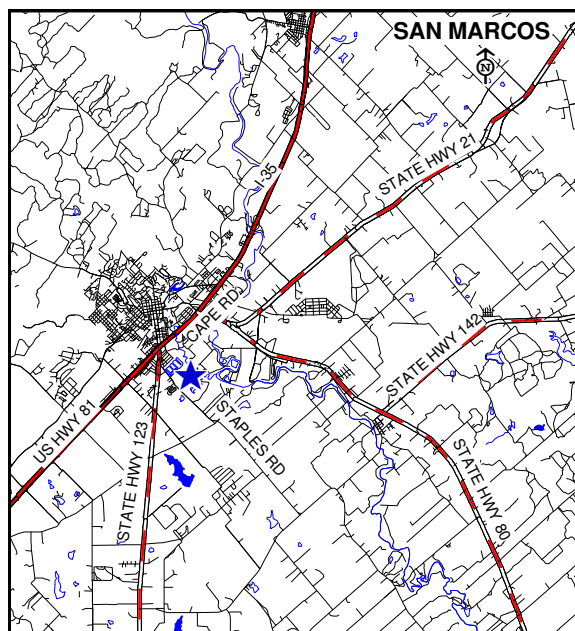 SAN MARCOS
N
I-35
STATE HWY 21
CAPE RD
STATE HWY 142
US HWY 81
STATE HWY 123
STAPLES RD
STATE HWY 80